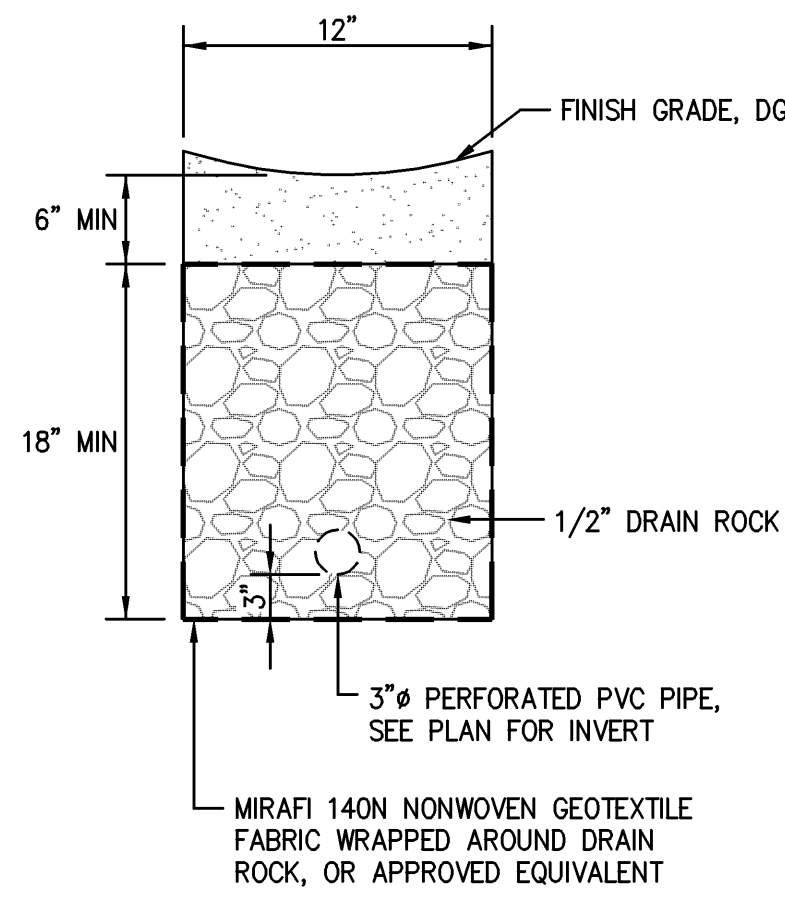 12"
FINISH GRADE, DG
6" MIN
18" MIN
1/2" DRAIN ROCK
3"
3"ø PERFORATED PVC PIPE,
SEE PLAN FOR INVERT
MIRAFI 140N NONWOVEN GEOTEXTILE
FABRIC WRAPPED AROUND DRAIN
ROCK, OR APPROVED EQUIVALENT